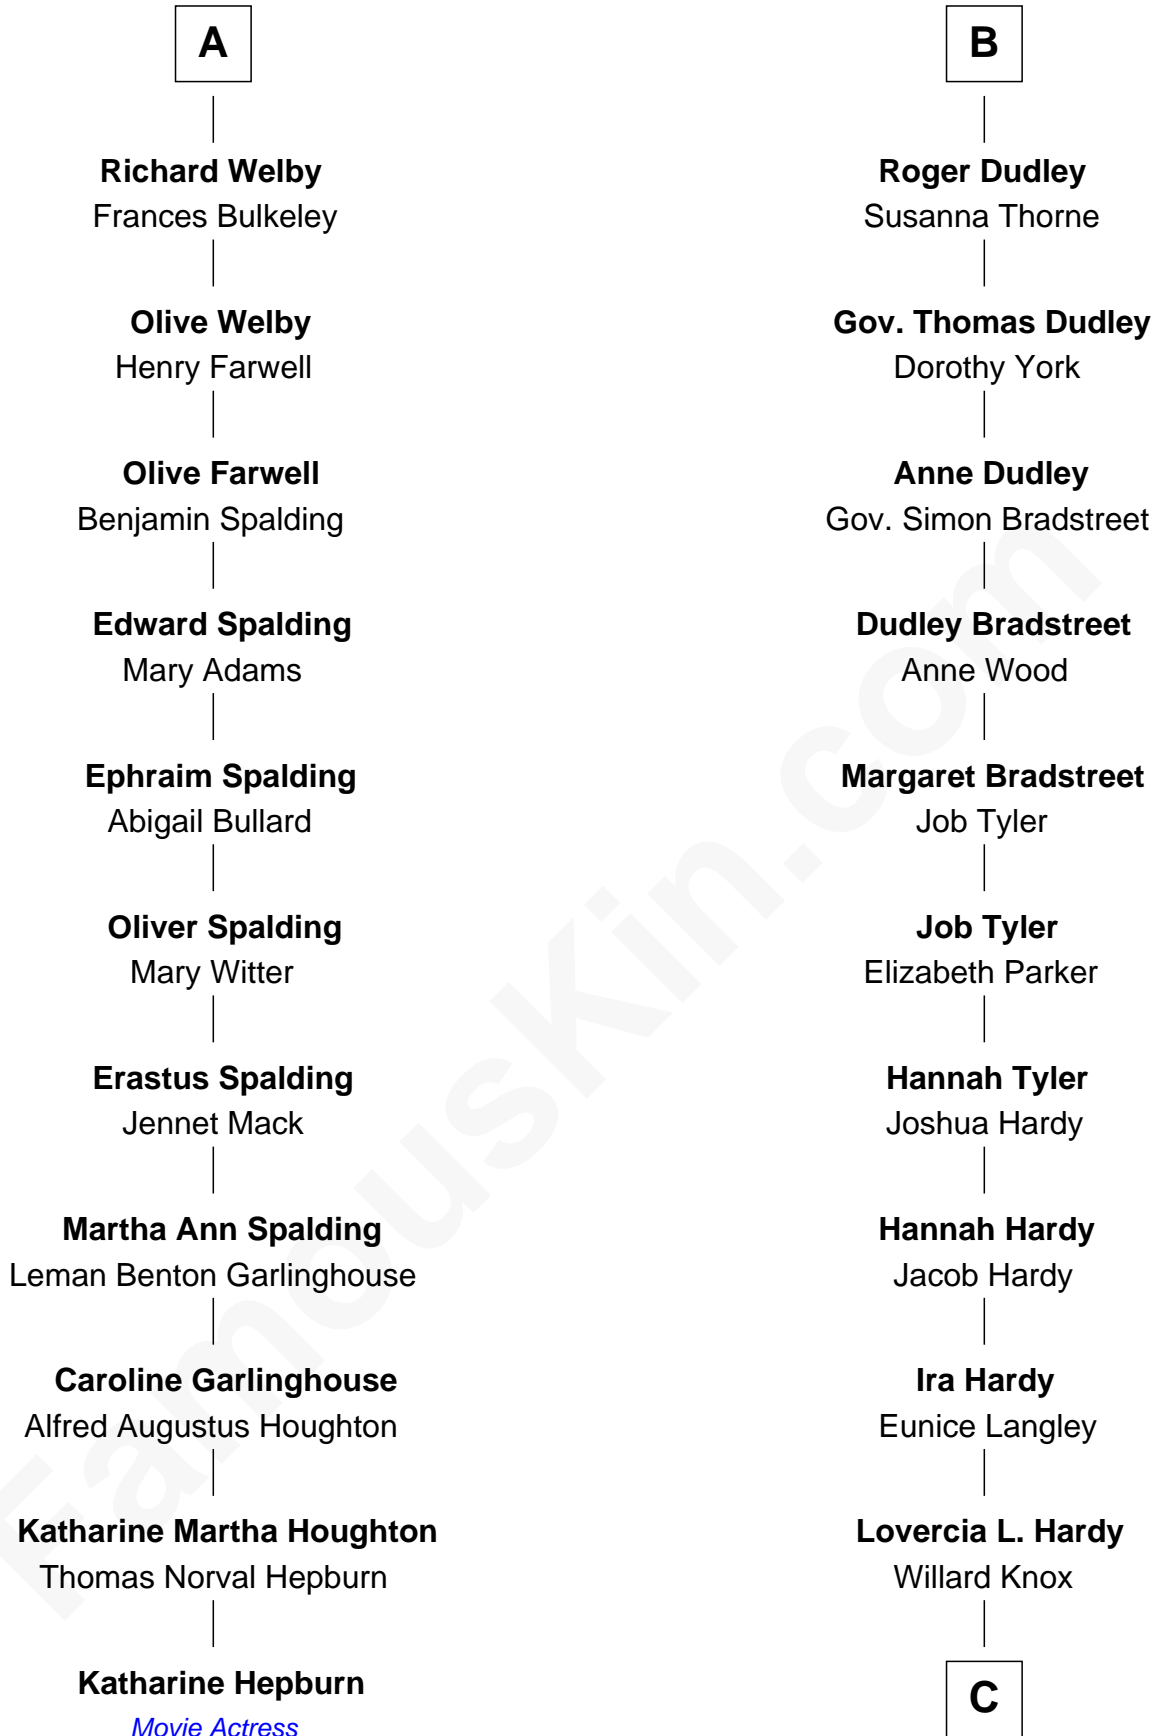 A
Richard Welby
Frances Bulkeley
Olive Welby
Henry Farwell
Olive Farwell
Benjamin Spalding
Edward Spalding
Mary Adams
Ephraim Spalding
Abigail Bullard
Oliver Spalding
Mary Witter
Erastus Spalding
Jennet Mack
Martha Ann Spalding
Leman Benton Garlinghouse
Caroline Garlinghouse
Alfred Augustus Houghton
Katharine Martha Houghton
Thomas Norval Hepburn
Katharine Hepburn
Movie Actress
B
Roger Dudley
Susanna Thorne
Gov. Thomas Dudley
Dorothy York
Anne Dudley
Gov. Simon Bradstreet
Dudley Bradstreet
Anne Wood
Margaret Bradstreet
Job Tyler
Job Tyler
Elizabeth Parker
Hannah Tyler
Joshua Hardy
Hannah Hardy
Jacob Hardy
Ira Hardy
Eunice Langley
Lovercia L. Hardy
Willard Knox
C
FamousKin.com